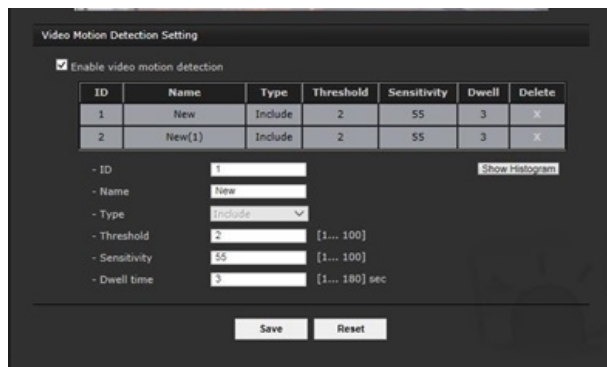 Video Motion Detection Setting
Enable video motion detection
ID Name Type Threshold Sensitivity Dwell Delete
1 New Include 2 55 3 X
2 New(1) Include 2 55 3 X
- ID 1 Show Histogram
- Name New
- Type Include
- Threshold 2 [1... 100]
- Sensitivity 55 [1... 100]
- Dwell time 3 [1... 180] sec
Save Reset